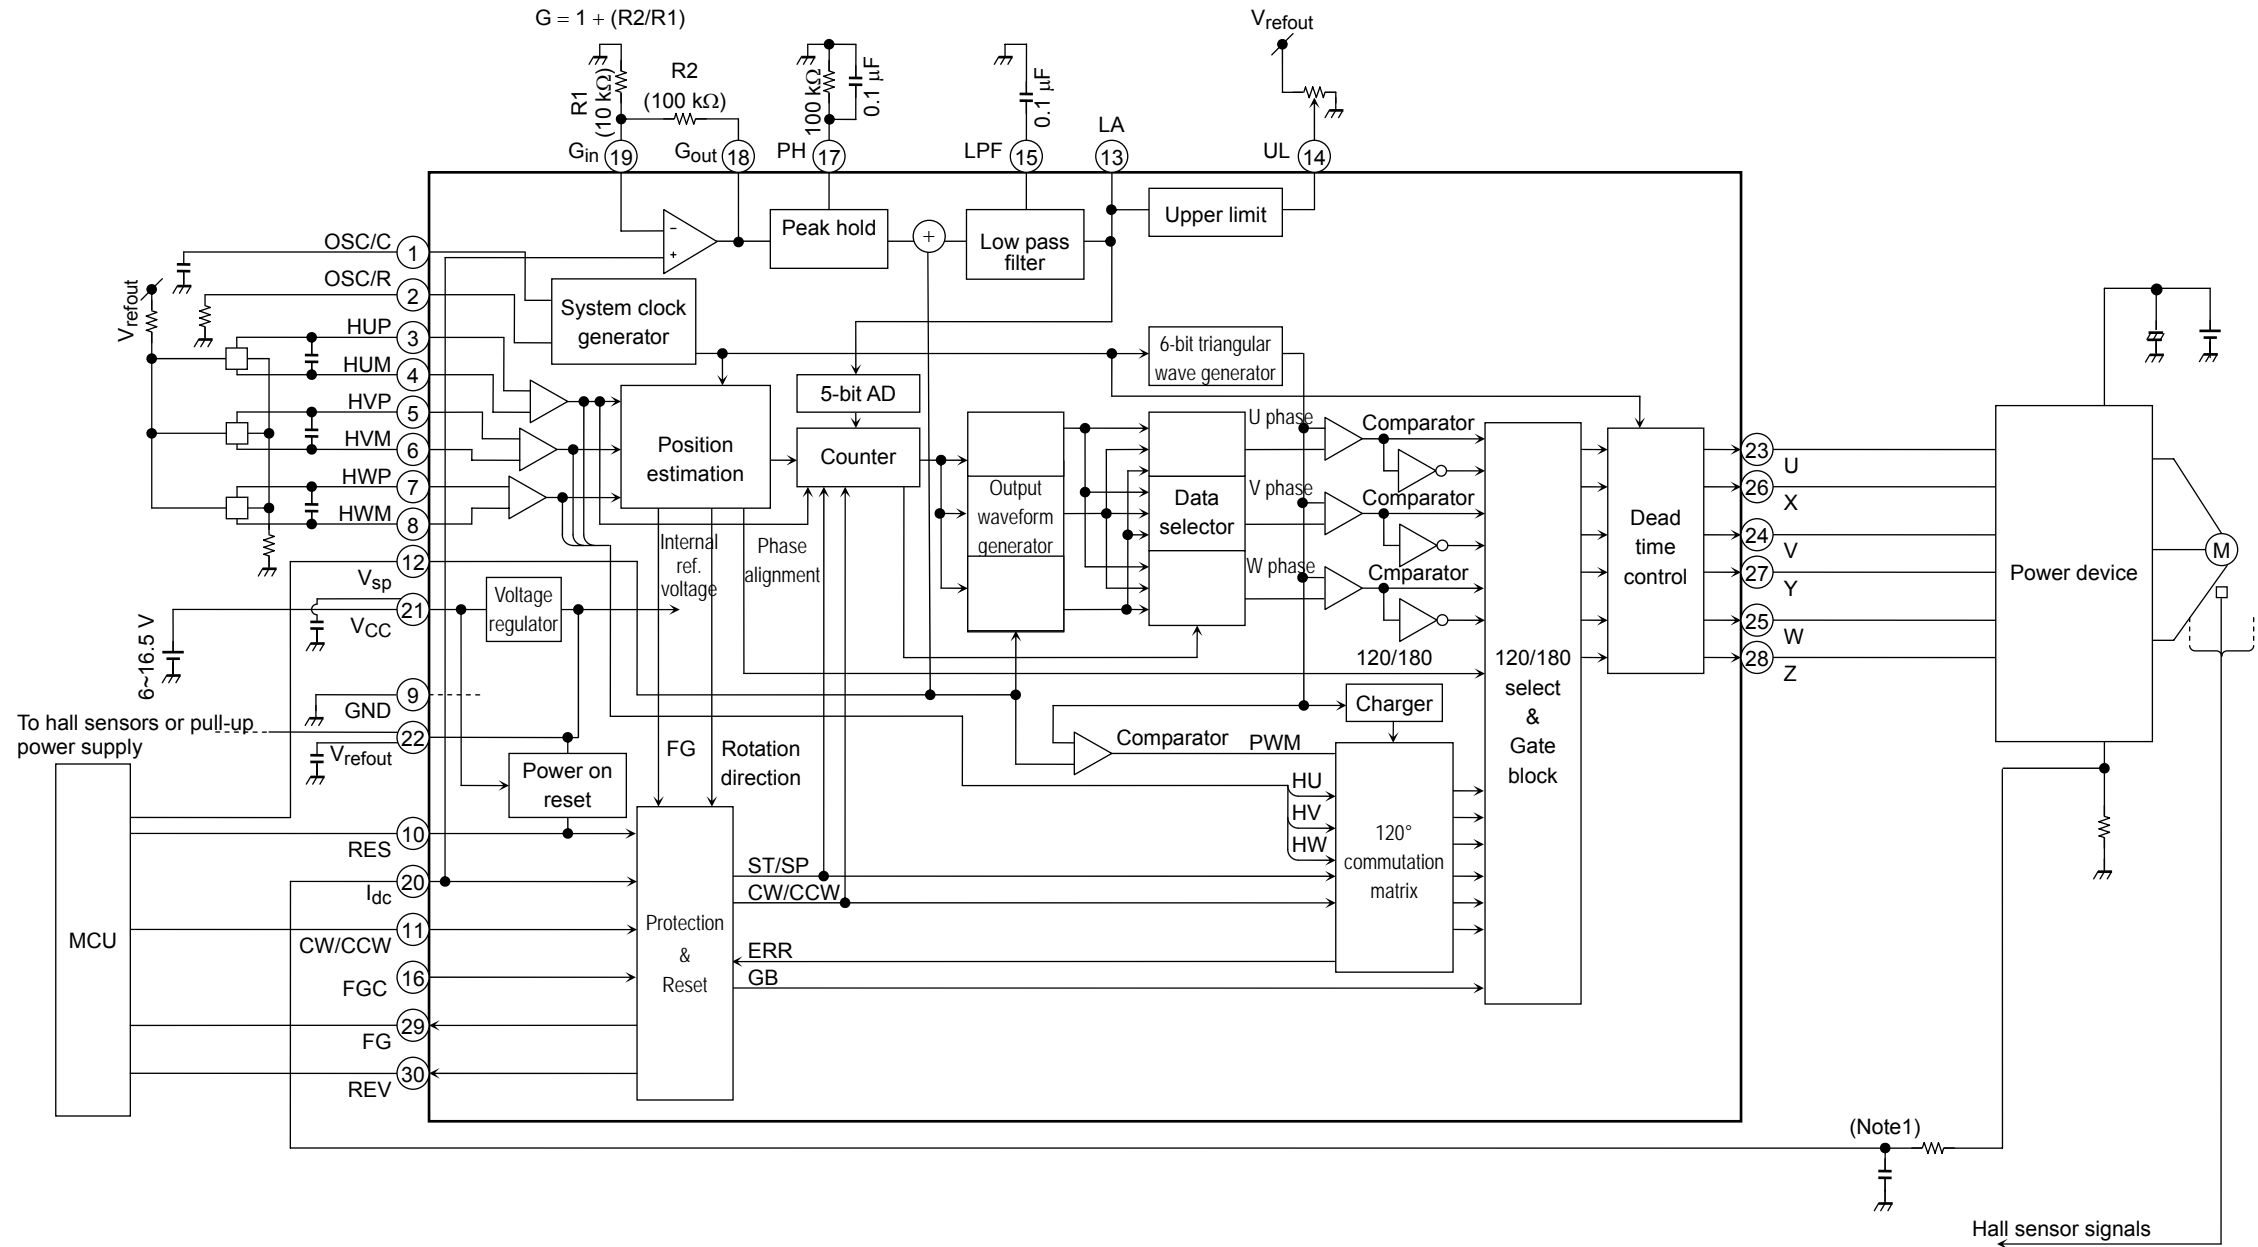 G = 1 + (R2/R1)
Vrefout
R2
(100 kΩ)
R1
(10 kΩ)
100 kΩ
0.1 μF
0.1 μF
LA
Gin
19
Gout
18
PH
17
LPF
15
13
UL
14
Upper limit
Peak hold
+
Low pass
filter
−
+
OSC/C
1
OSC/R
2
System clock
generator
Vrefout
HUP
3
HUM
4
HVP
5
HVM
6
HWP
7
HWM
8
6-bit triangular
wave generator
5-bit AD
Counter
Position
estimation
Output
waveform
generator
Data
selector
U phase
Comparator
V phase
Comparator
W phase
Cmparator
Dead
time
control
23
U
26
X
24
V
27
Y
25
W
28
Z
Power device
M
12
Vsp
21
VCC
Voltage
regulator
Internal
ref.
voltage
Phase
alignment
6~16.5 V
120/180
120/180
select
&
Gate
block
9
GND
To hall sensors or pull-up
power supply
22
Vrefout
Power on
reset
FG
Rotation
direction
Charger
Comparator
PWM
HU
HV
HW
120°
commutation
matrix
MCU
10
RES
20
Idc
11
CW/CCW
16
FGC
29
FG
30
REV
Protection
&
Reset
ST/SP
CW/CCW
ERR
GB
(Note1)
Hall sensor signals